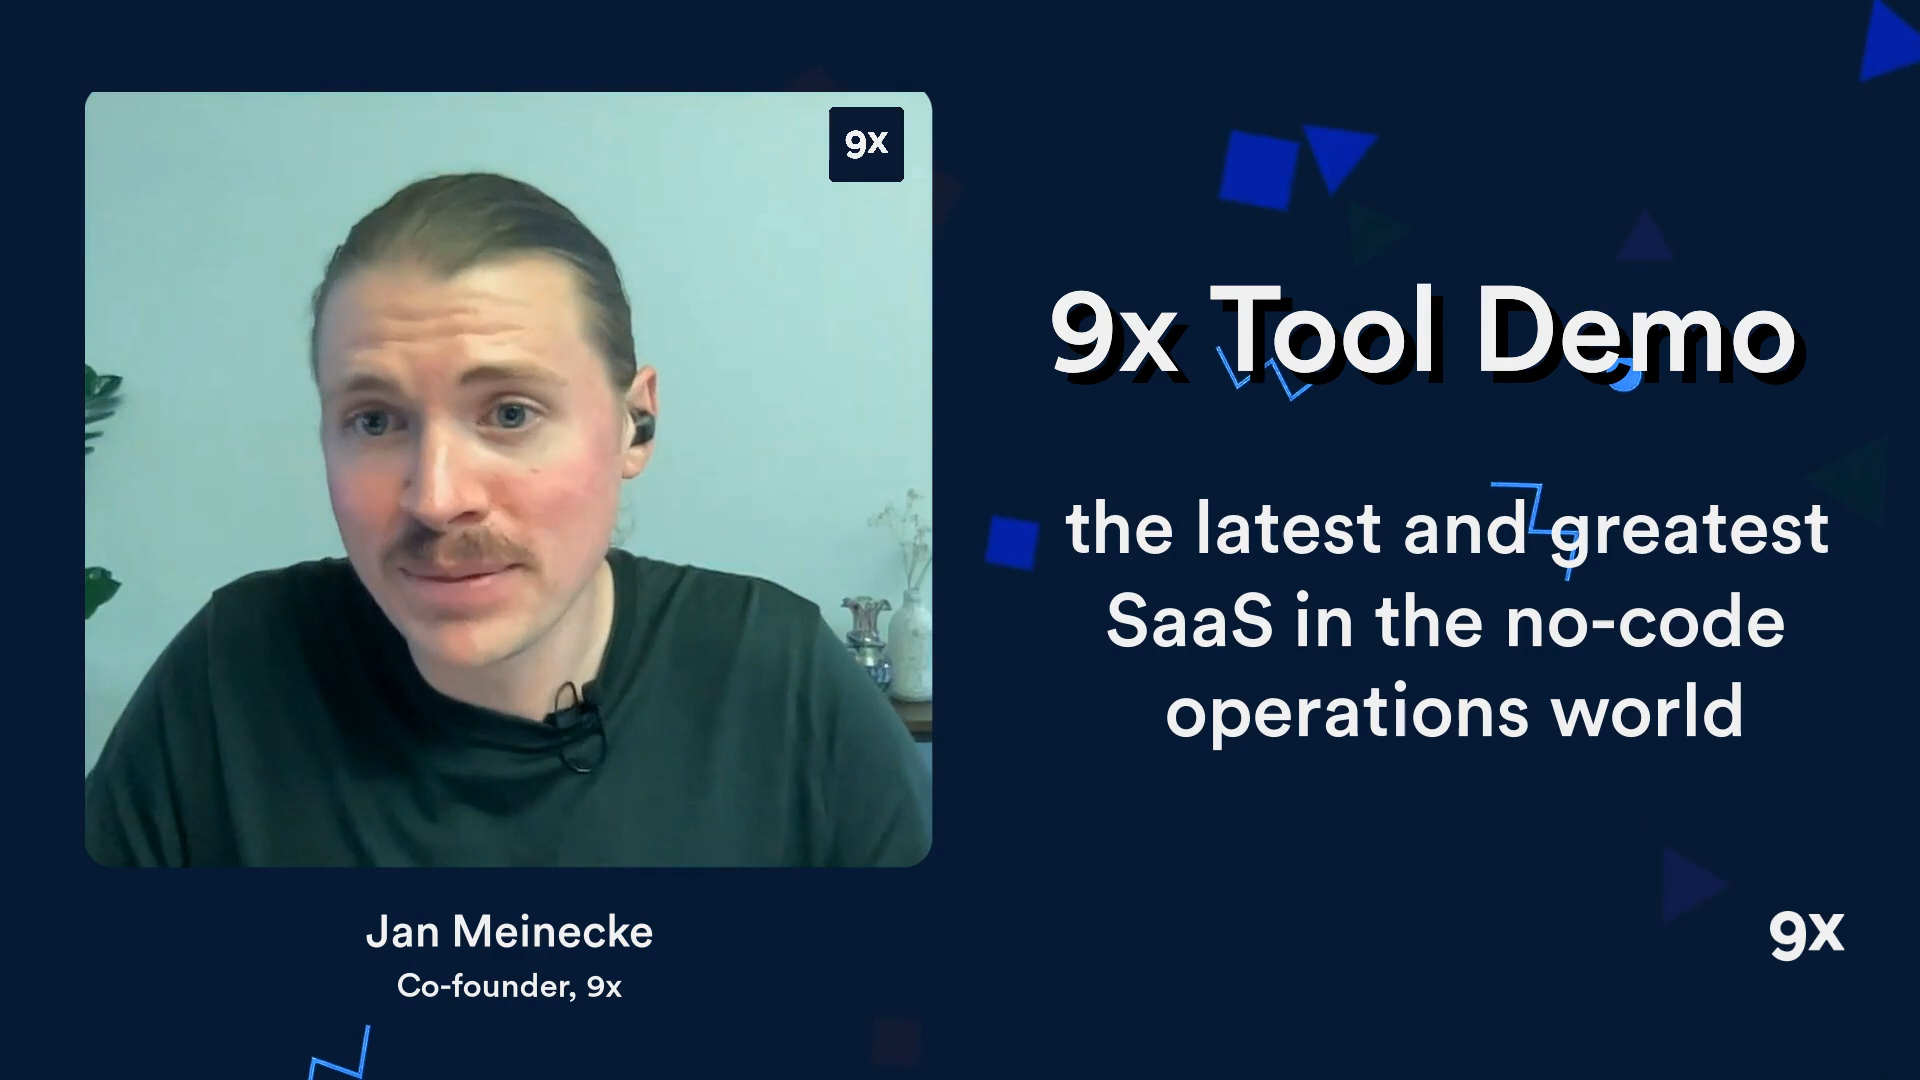 9x
9x Tool Demo
the latest and greatest
SaaS in the no-code
operations world
Jan Meinecke
Co-founder, 9x
9x